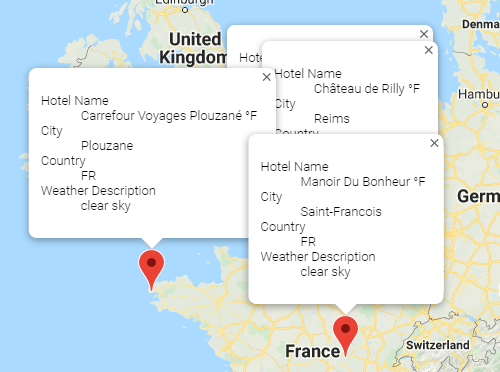 Edinburgh
Denma
United
Kingdom
Hote
×
Hotel Name
Château de Rilly °F
City
Reims
Country
×
Hotel Name
Carrefour Voyages Plouzané °F
City
Plouzane
Country
FR
Weather Description
clear sky
×
Hotel Name
Manoir Du Bonheur °F
City
Saint-Francois
Country
FR
Weather Description
clear sky
×
Hambu
Germ
Switzerland
France